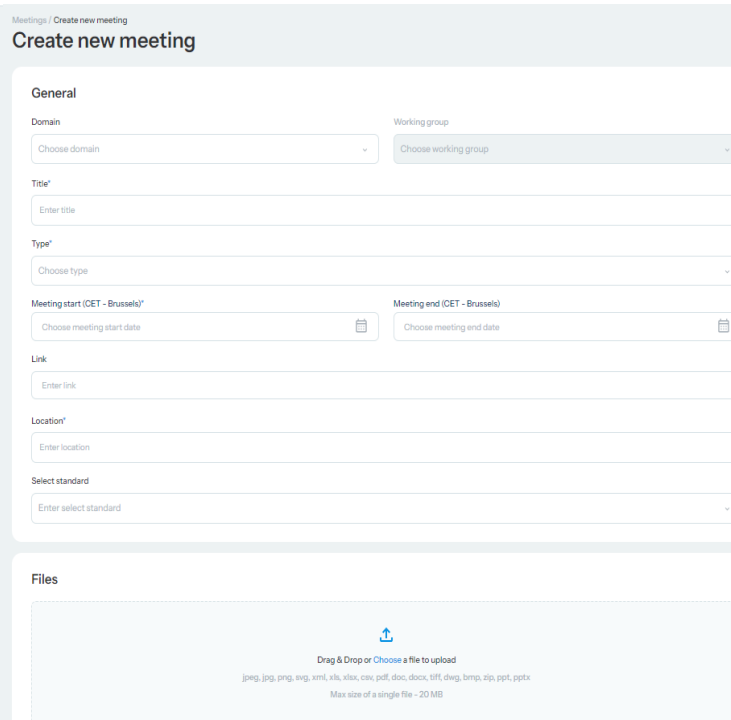 Meetings / Create new meeting
Create new meeting
General
Domain
Working group
Choose domain
Choose working group
Title*
Enter title
Type*
Choose type
Meeting start (CET - Brussels)*
Meeting end (CET - Brussels)
Choose meeting start date
Choose meeting end date
Link
Enter link
Location*
Enter location
Select standard
Enter select standard
Files
Drag & Drop or Choose a file to upload
jpeg, jpg, png, svg, xml, xls, xlsx, csv, pdf, doc, docx, tiff, dwg, bmp, zip, ppt, pptx
Max size of a single file - 20 MB